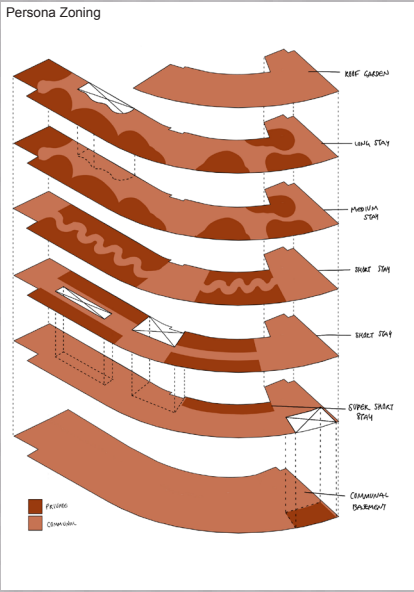 Persona Zoning
ROOF GARDEN
LONG STAY
MEDIUM
STAY
SHORT STAY
SHORT STAY
SUPER SHORT
STAY
COMMUNAL
BASEMENT
PRIVATE
COMMUNAL